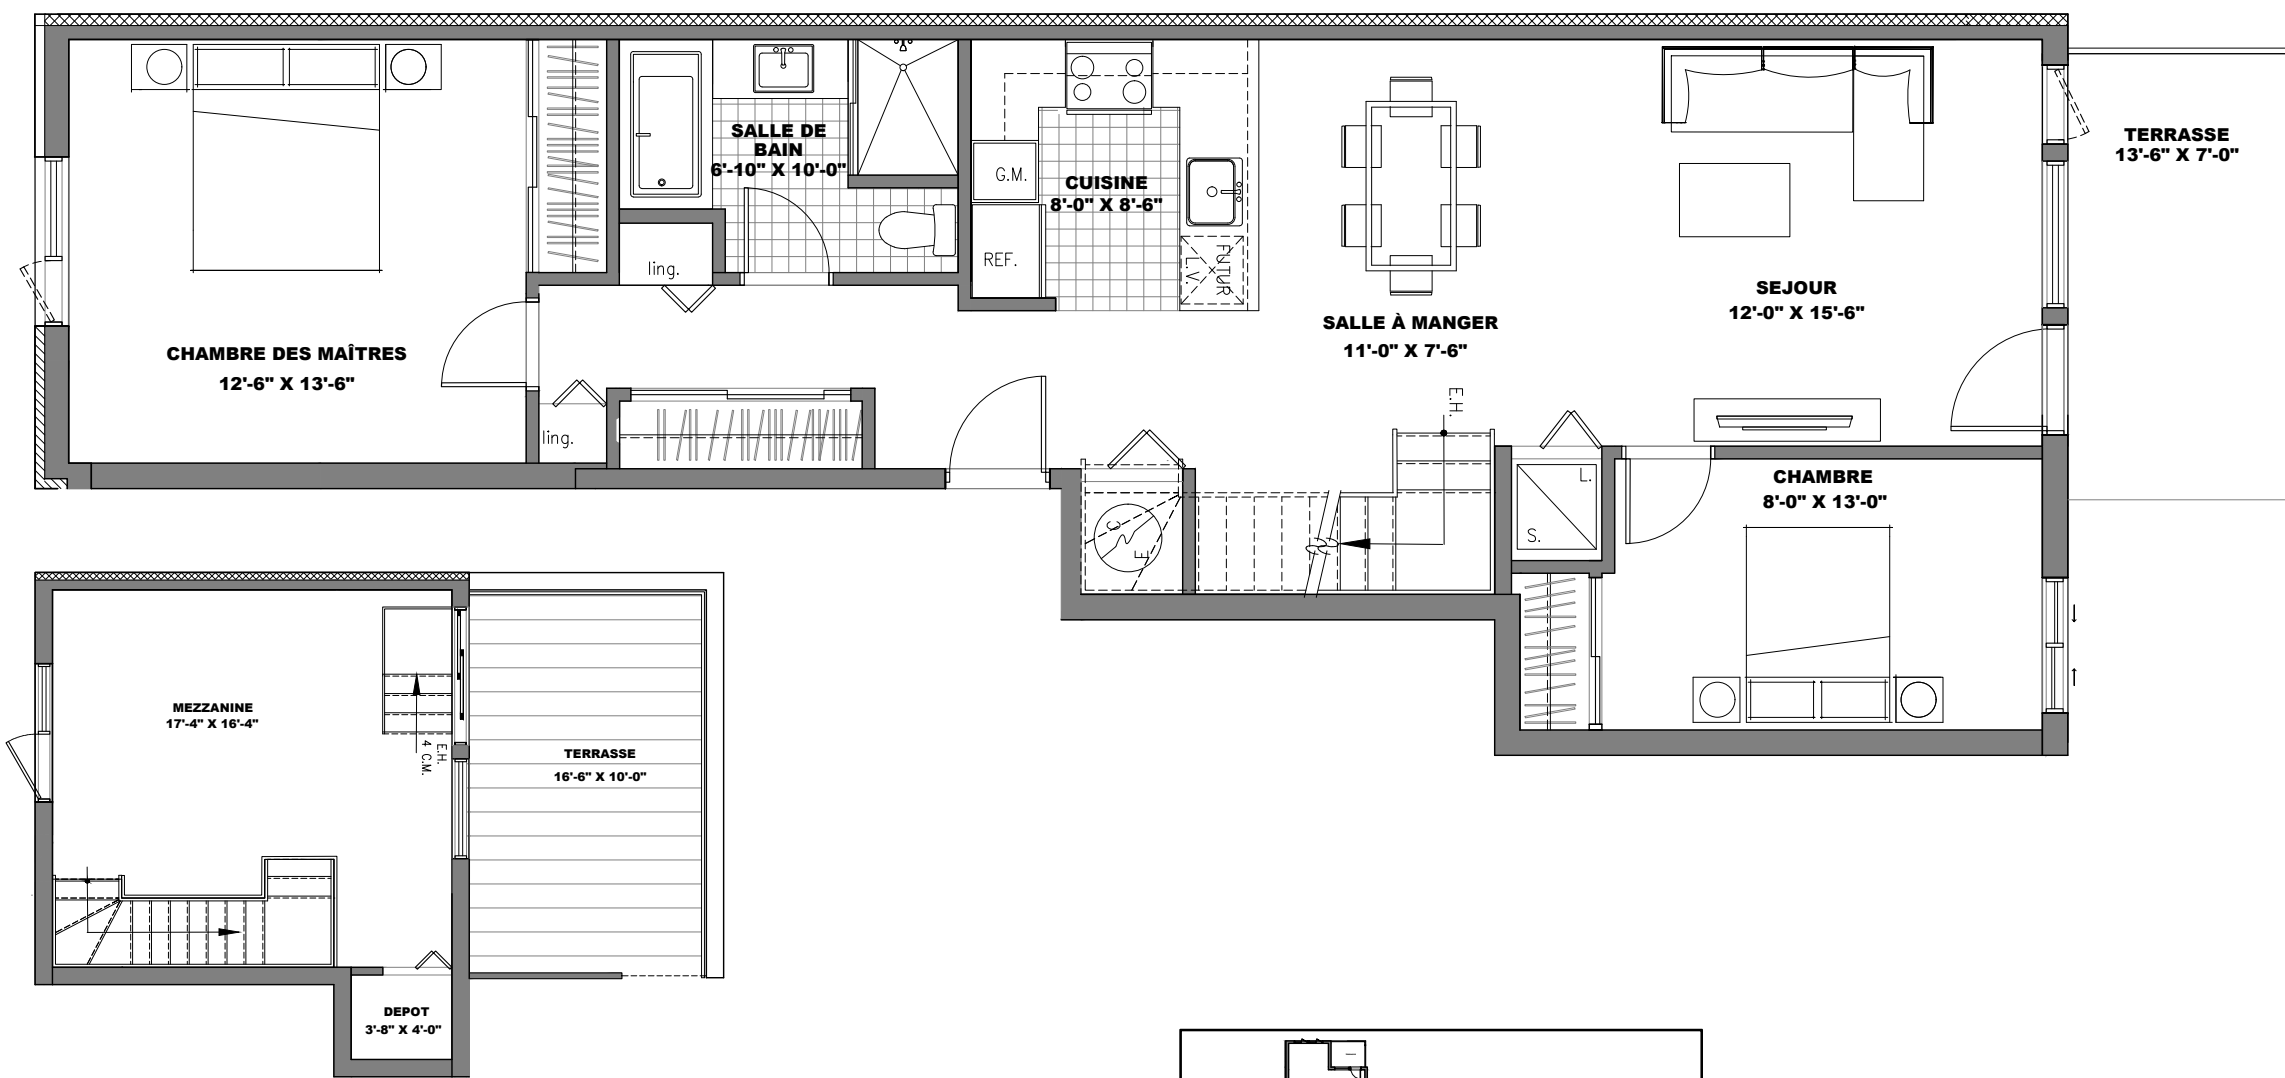 SALLE DE
BAIN
6'-10" X 10'-0"
G.M.
REF.
CUISINE
8'-0" X 8'-6"
FUTUR
L.V.
TERRASSE
13'-6" X 7'-0"
ling.
SEJOUR
12'-0" X 15'-6"
SALLE À MANGER
11'-0" X 7'-6"
CHAMBRE DES MAÎTRES
12'-6" X 13'-6"
ling.
E.H.
C
E
L.
S.
CHAMBRE
8'-0" X 13'-0"
MEZZANINE
17'-4" X 16'-4"
E.H.
4 C.M.
TERRASSE
16'-6" X 10'-0"
DEPOT
3'-8" X 4'-0"